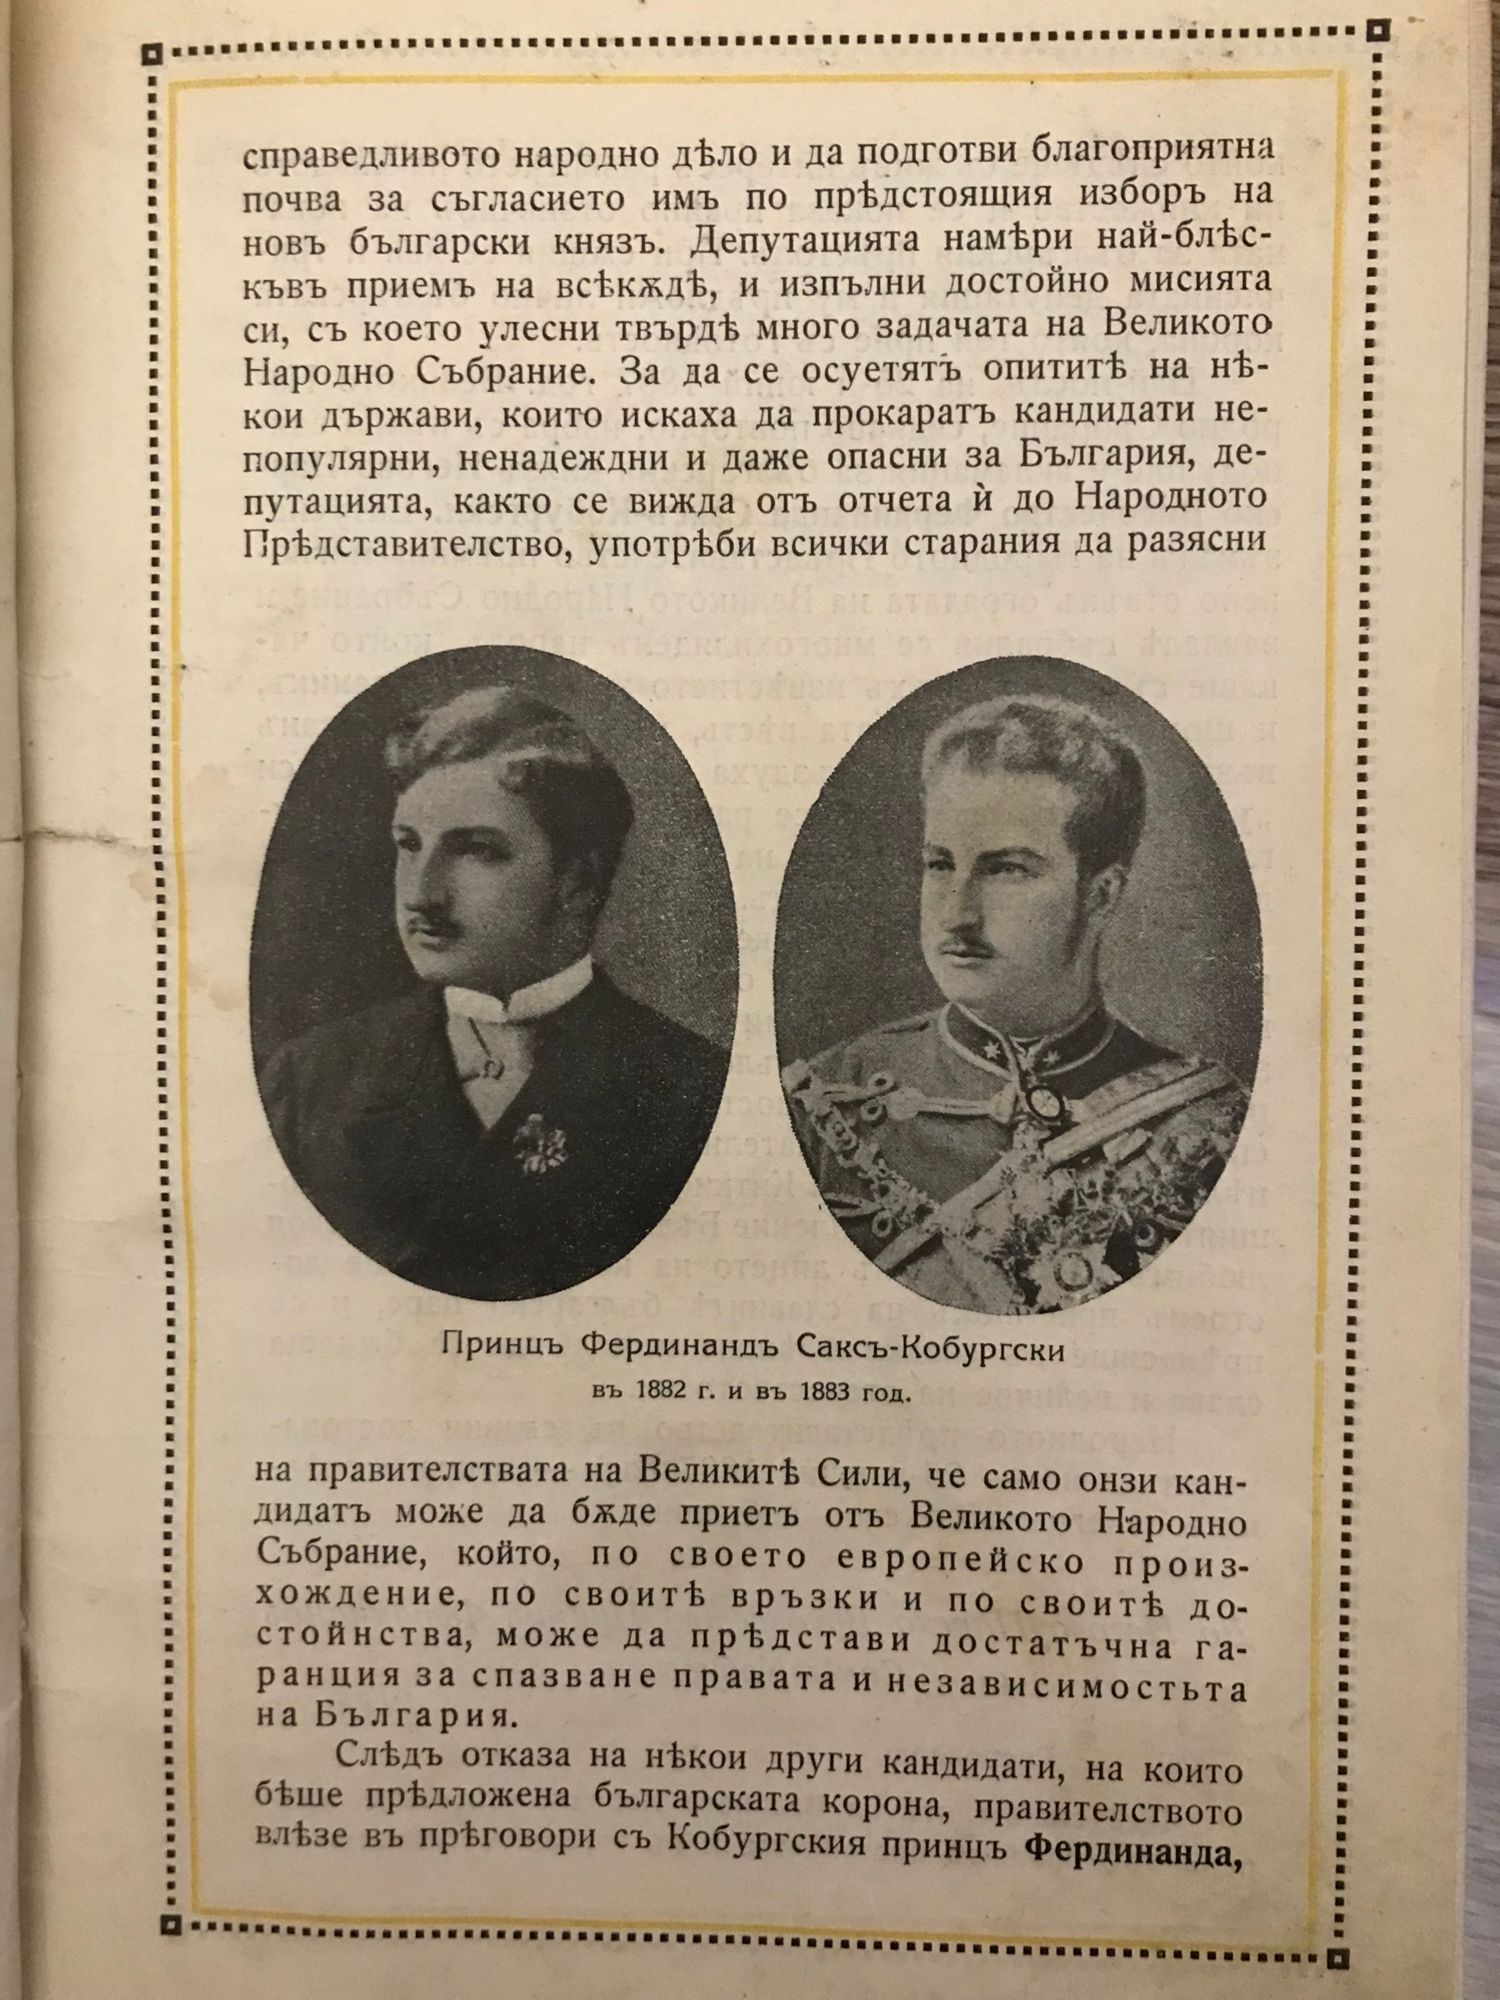 справедливото народно дѣло и да подготви благоприятна
почва за съгласието имъ по прѣдстоящия изборъ на
новъ български князъ. Депутацията намѣри най-блѣс-
къвъ приемъ на всѣкѫдѣ, и изпълни достойно мисията
си, съ което улесни твърдѣ много задачата на Великото
Народно Събрание. За да се осуетятъ опититѣ на нѣ-
кои държави, които искаха да прокаратъ кандидати не-
популярни, ненадеждни и даже опасни за България, де-
путацията, както се вижда отъ отчета ѝ до Народното
Прѣдставителство, употрѣби всички старания да разясни
Принцъ Фердинандъ Саксъ-Кобургски
въ 1882 г. и въ 1883 год.
на правителствата на Великитѣ Сили, че само онзи кан-
дидатъ може да бѫде приетъ отъ Великото Народно
Събрание, който, по своето европейско произ-
хождение, по своитѣ връзки и по своитѣ до-
стойнства, може да прѣдстави достатъчна га-
ранция за спазване правата и независимостьта
на България.
Слѣдъ отказа на нѣкои други кандидати, на които
бѣше прѣдложена българската корона, правителството
влѣзе въ прѣговори съ Кобургския принцъ Фердинанда,